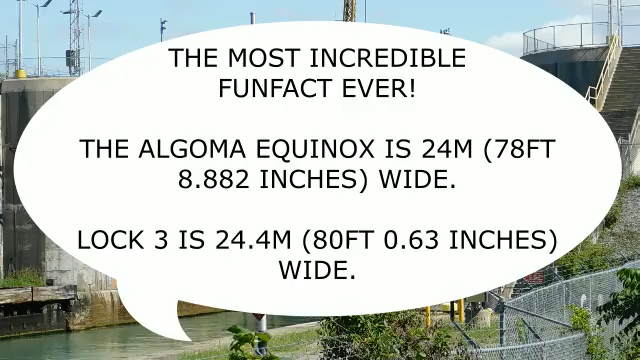 THE MOST INCREDIBLE
FUNFACT EVER!
THE ALGOMA EQUINOX IS 24M (78FT
8.882 INCHES) WIDE.
LOCK 3 IS 24.4M (80FT 0.63 INCHES)
WIDE.